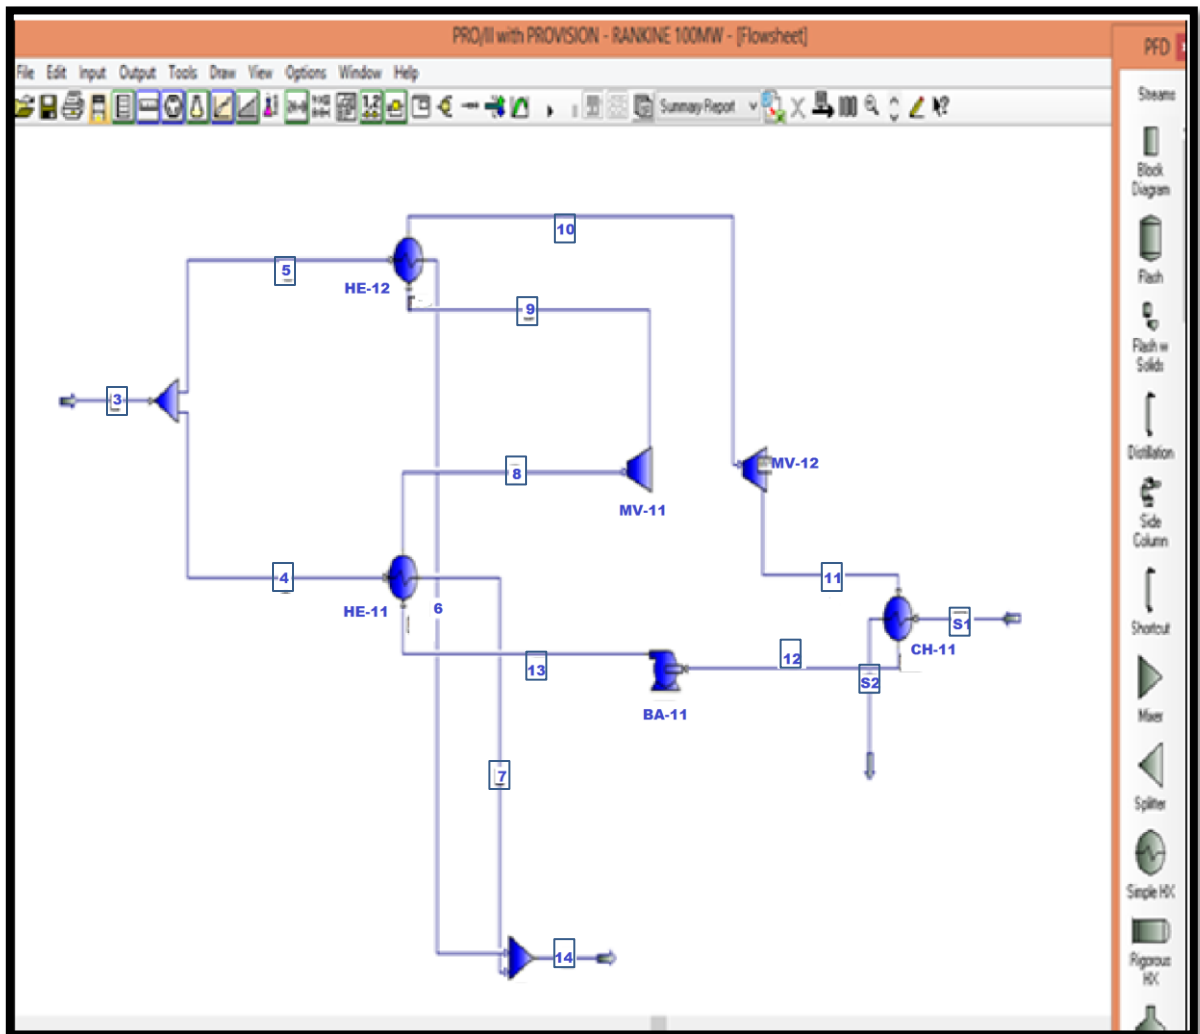 PRO/II with PROVISION - RANKINE 100MW - [Flowsheet]
PFD
File Edit Input Output Tools Draw View Options Window Help
Streams
Summary Report
Block
Diagram
Flash
Flash w
Solids
Distillation
Side
Column
Shortcut
Mixer
Splitter
Simple HX
Rigorous
HX
10
5
HE-12
9
3
8
MV-12
MV-11
4
11
HE-11
6
S1
CH-11
12
13
S2
BA-11
7
14